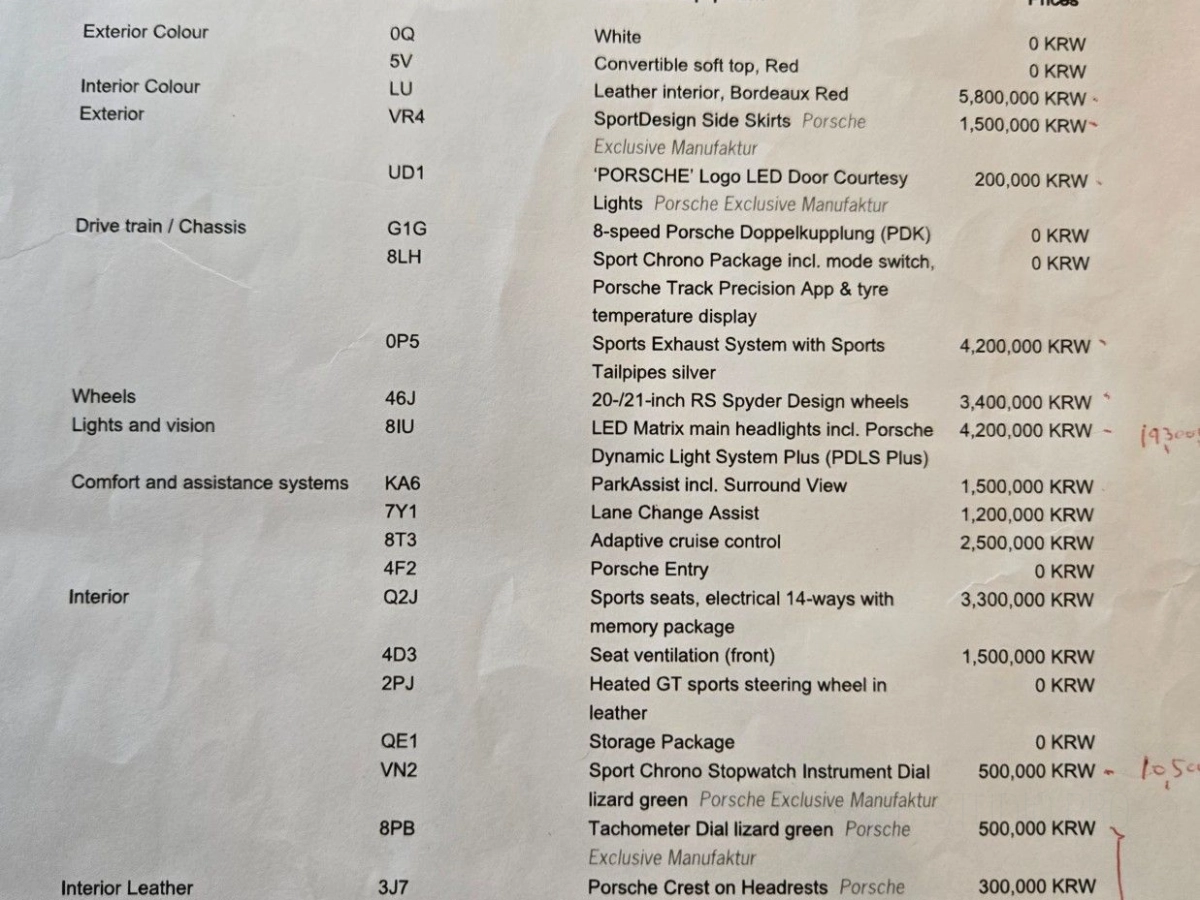 Prices
Exterior Colour 0Q White 0 KRW
5V Convertible soft top, Red 0 KRW
Interior Colour LU Leather interior, Bordeaux Red 5,800,000 KRW
Exterior VR4 SportDesign Side Skirts Porsche 1,500,000 KRW
Exclusive Manufaktur
UD1 'PORSCHE' Logo LED Door Courtesy 200,000 KRW
Lights Porsche Exclusive Manufaktur
Drive train / Chassis G1G 8-speed Porsche Doppelkupplung (PDK) 0 KRW
8LH Sport Chrono Package incl. mode switch, 0 KRW
Porsche Track Precision App & tyre
temperature display
0P5 Sports Exhaust System with Sports 4,200,000 KRW
Tailpipes silver
Wheels 46J 20-/21-inch RS Spyder Design wheels 3,400,000 KRW
Lights and vision 8IU LED Matrix main headlights incl. Porsche 4,200,000 KRW
Dynamic Light System Plus (PDLS Plus)
Comfort and assistance systems KA6 ParkAssist incl. Surround View 1,500,000 KRW
7Y1 Lane Change Assist 1,200,000 KRW
8T3 Adaptive cruise control 2,500,000 KRW
4F2 Porsche Entry 0 KRW
Interior Q2J Sports seats, electrical 14-ways with 3,300,000 KRW
memory package
4D3 Seat ventilation (front) 1,500,000 KRW
2PJ Heated GT sports steering wheel in 0 KRW
leather
QE1 Storage Package 0 KRW
VN2 Sport Chrono Stopwatch Instrument Dial 500,000 KRW
lizard green Porsche Exclusive Manufaktur
8PB Tachometer Dial lizard green Porsche 500,000 KRW
Exclusive Manufaktur
Interior Leather 3J7 Porsche Crest on Headrests Porsche 300,000 KRW